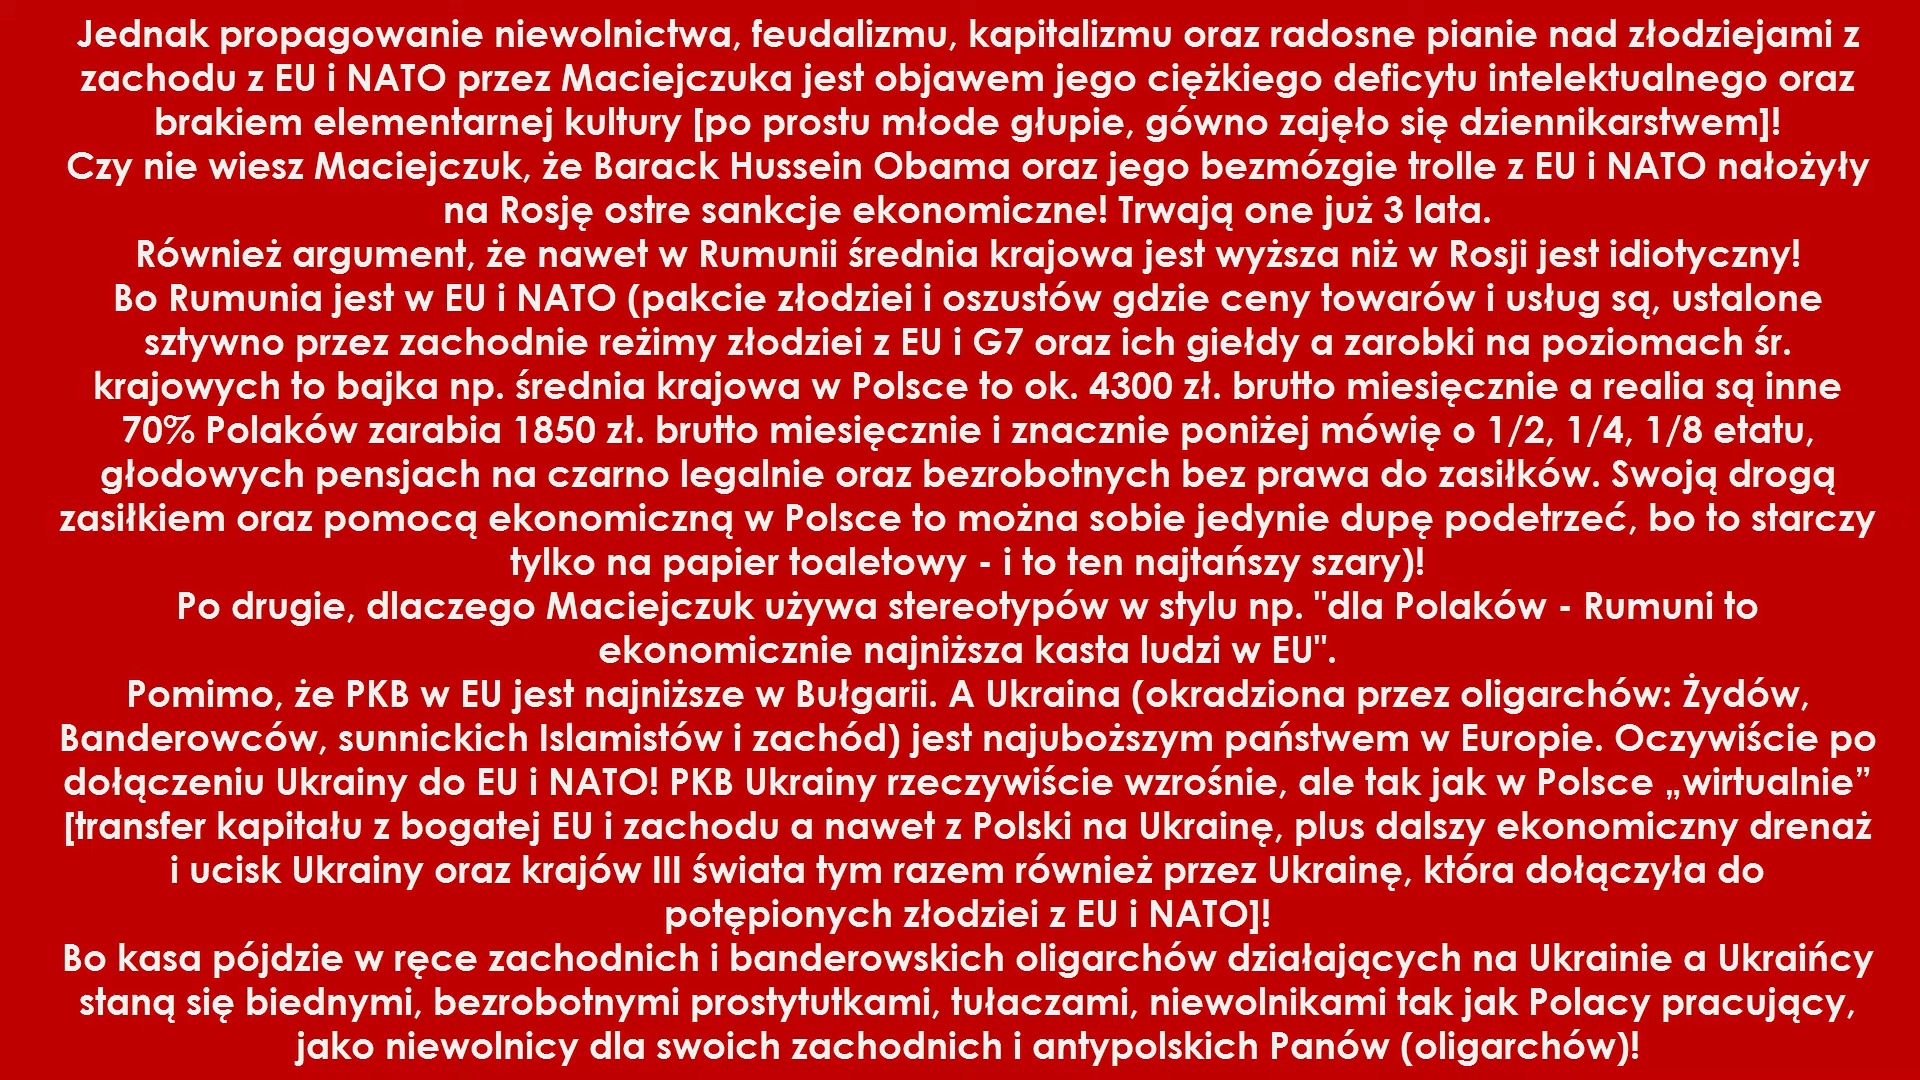 Jednak propagowanie niewolnictwa, feudalizmu, kapitalizmu oraz radosne pianie nad złodziejami z
zachodu z EU i NATO przez Maciejczuka jest objawem jego ciężkiego deficytu intelektualnego oraz
brakiem elementarnej kultury [po prostu młode głupie, gówno zajęło się dziennikarstwem]!
Czy nie wiesz Maciejczuk, że Barack Hussein Obama oraz jego bezmózgie trolle z EU i NATO nałożyły
na Rosję ostre sankcje ekonomiczne! Trwają one już 3 lata.
Również argument, że nawet w Rumunii średnia krajowa jest wyższa niż w Rosji jest idiotyczny!
Bo Rumunia jest w EU i NATO (pakcie złodziei i oszustów gdzie ceny towarów i usług są, ustalone
sztywno przez zachodnie reżimy złodziei z EU i G7 oraz ich giełdy a zarobki na poziomach śr.
krajowych to bajka np. średnia krajowa w Polsce to ok. 4300 zł. brutto miesięcznie a realia są inne
70% Polaków zarabia 1850 zł. brutto miesięcznie i znacznie poniżej mówię o 1/2, 1/4, 1/8 etatu,
głodowych pensjach na czarno legalnie oraz bezrobotnych bez prawa do zasiłków. Swoją drogą
zasiłkiem oraz pomocą ekonomiczną w Polsce to można sobie jedynie dupę podetrzeć, bo to starczy
tylko na papier toaletowy - i to ten najtańszy szary)!
Po drugie, dlaczego Maciejczuk używa stereotypów w stylu np. "dla Polaków - Rumuni to
ekonomicznie najniższa kasta ludzi w EU".
Pomimo, że PKB w EU jest najniższe w Bułgarii. A Ukraina (okradziona przez oligarchów: Żydów,
Banderowców, sunnickich Islamistów i zachód) jest najuboższym państwem w Europie. Oczywiście po
dołączeniu Ukrainy do EU i NATO! PKB Ukrainy rzeczywiście wzrośnie, ale tak jak w Polsce „wirtualnie”
[transfer kapitału z bogatej EU i zachodu a nawet z Polski na Ukrainę, plus dalszy ekonomiczny drenaż
i ucisk Ukrainy oraz krajów III świata tym razem również przez Ukrainę, która dołączyła do
potępionych złodziei z EU i NATO]!
Bo kasa pójdzie w ręce zachodnich i banderowskich oligarchów działających na Ukrainie a Ukraińcy
staną się biednymi, bezrobotnymi prostytutkami, tułaczami, niewolnikami tak jak Polacy pracujący,
jako niewolnicy dla swoich zachodnich i antypolskich Panów (oligarchów)!